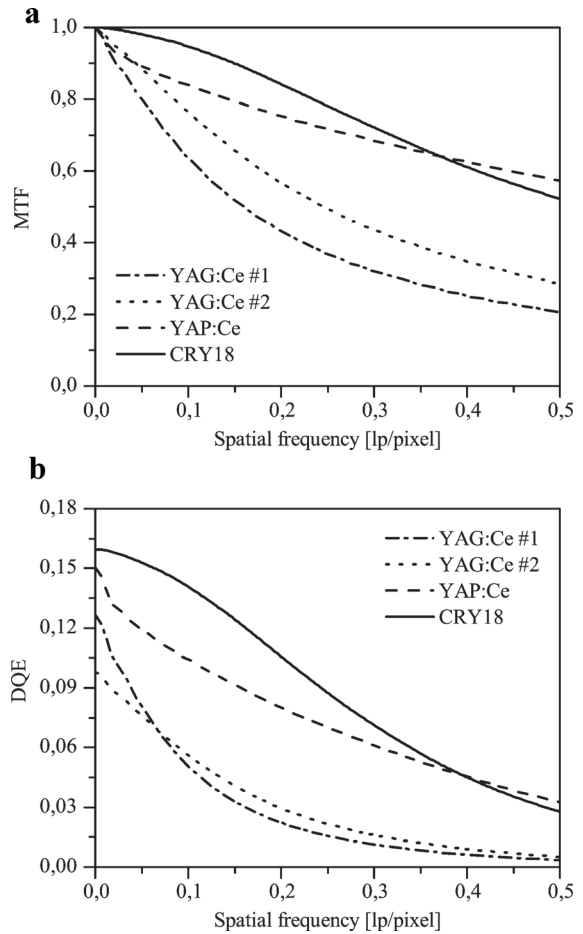 a
1,0
0,8
0,6
0,4
0,2
0,0
MTF
YAG:Ce #1
YAG:Ce #2
YAP:Ce
CRY18
0,0 0,1 0,2 0,3 0,4 0,5
Spatial frequency [lp/pixel]
b
0,18
0,15
0,12
0,09
0,06
0,03
0,00
DQE
YAG:Ce #1
YAG:Ce #2
YAP:Ce
CRY18
0,0 0,1 0,2 0,3 0,4 0,5
Spatial frequency [lp/pixel]